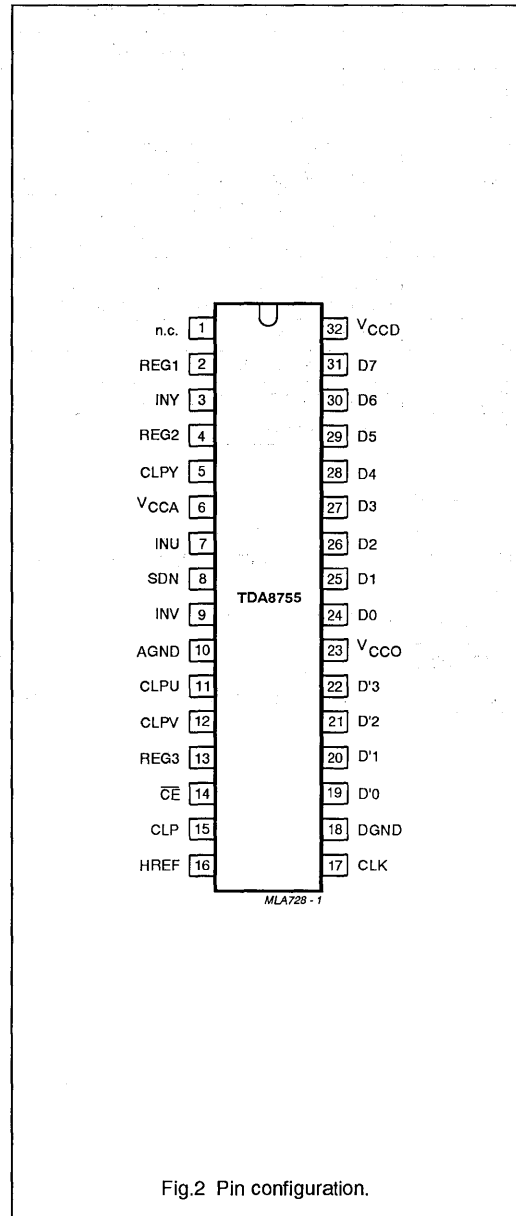 n.c. 1 32 VCCD
REG1 2 31 D7
INY 3 30 D6
REG2 4 29 D5
CLPY 5 28 D4
VCCA 6 27 D3
INU 7 26 D2
SDN 8 25 D1
TDA8755
INV 9 24 D0
AGND 10 23 VCCO
CLPU 11 22 D'3
CLPV 12 21 D'2
REG3 13 20 D'1
C̅E̅ 14 19 D'0
CLP 15 18 DGND
HREF 16 17 CLK
MLA728 - 1
Fig.2 Pin configuration.